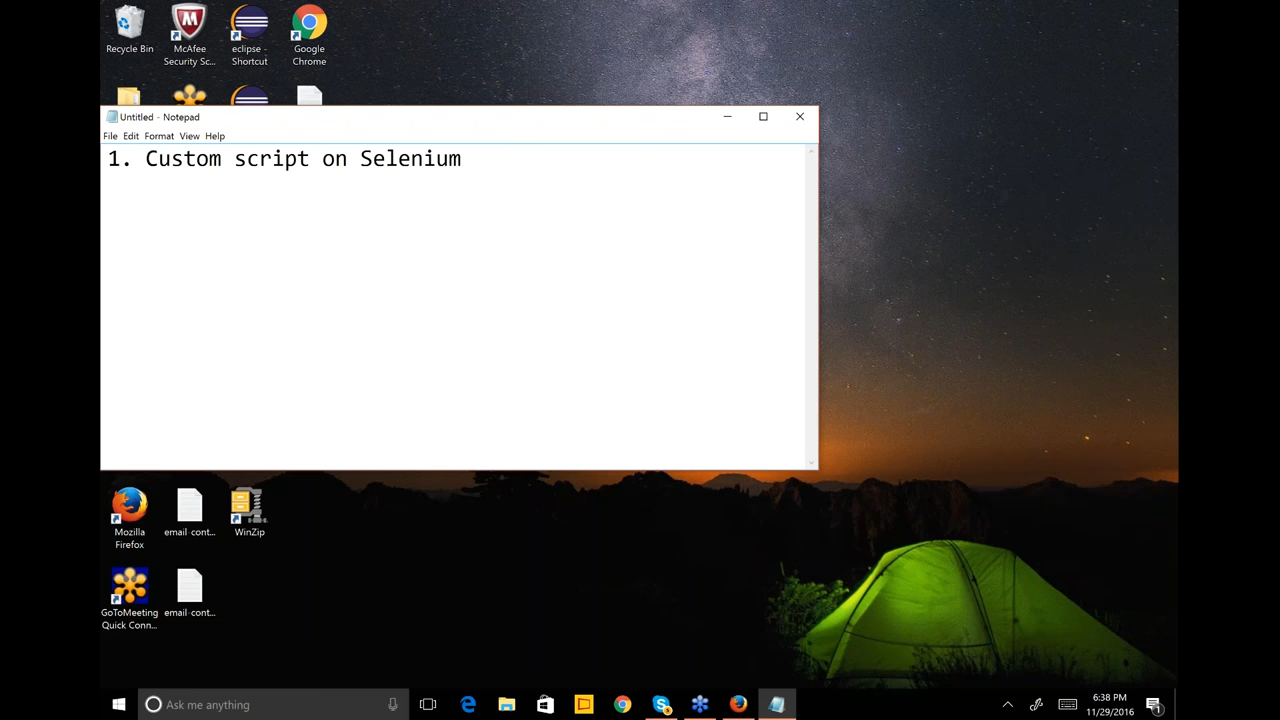 Recycle Bin
McAfee
Security Sc...
eclipse -
Shortcut
Google
Chrome
Untitled - Notepad
File Edit Format View Help
1. Custom script on Selenium
Mozilla
Firefox
email cont...
WinZip
GoToMeeting
Quick Conn...
email cont...
Ask me anything
6:38 PM
11/29/2016